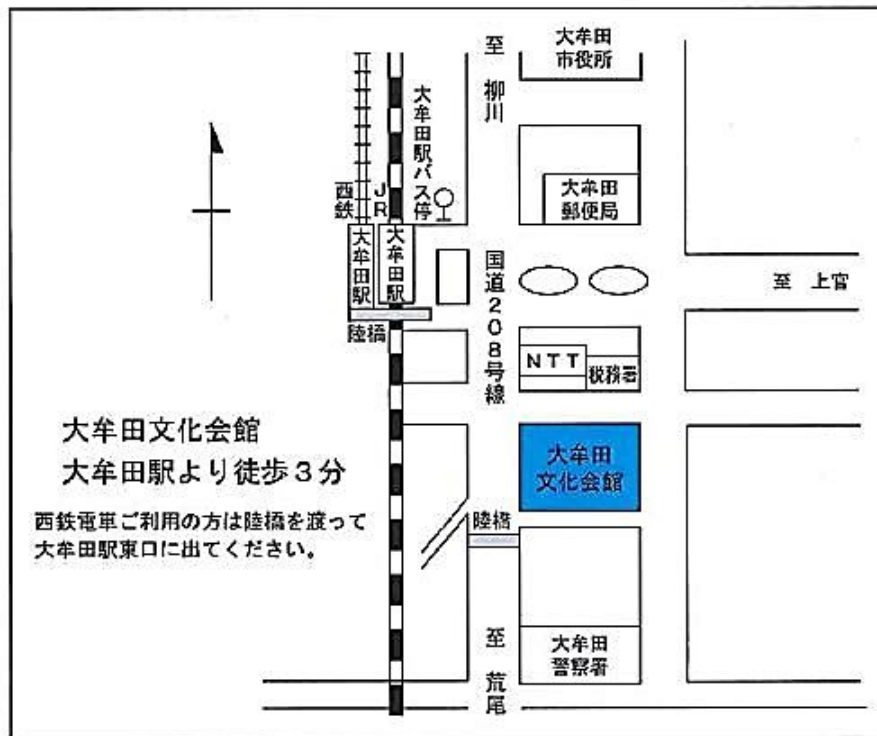 至 柳川
大牟田
市役所
大牟田駅バス停
西鉄
JR
大牟田
郵便局
大牟田駅
大牟田駅
国道208号線
至 上官
陸橋
NTT
税務署
大牟田文化会館
大牟田駅より徒歩3分
大牟田
文化会館
西鉄電車ご利用の方は陸橋を渡って
大牟田駅東口に出てください。
陸橋
至 荒尾
大牟田
警察署